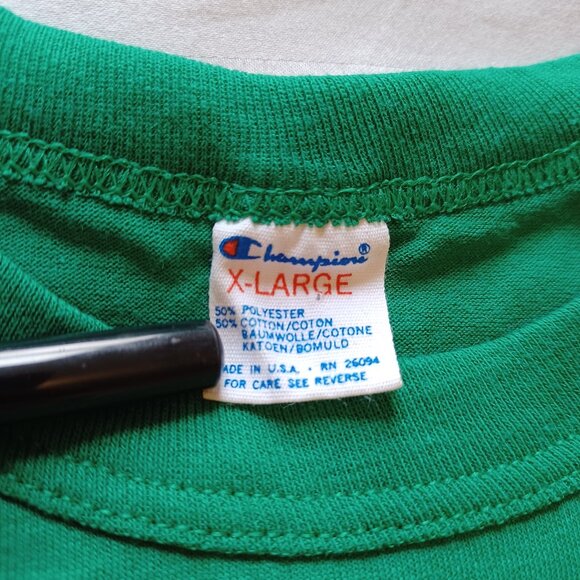 Champion®
X-LARGE
50% POLYESTER
50% COTTON/COTON
BAUMWOLLE/COTONE
KATOEN/BOMULD
MADE IN U.S.A. · RN 26094
FOR CARE SEE REVERSE